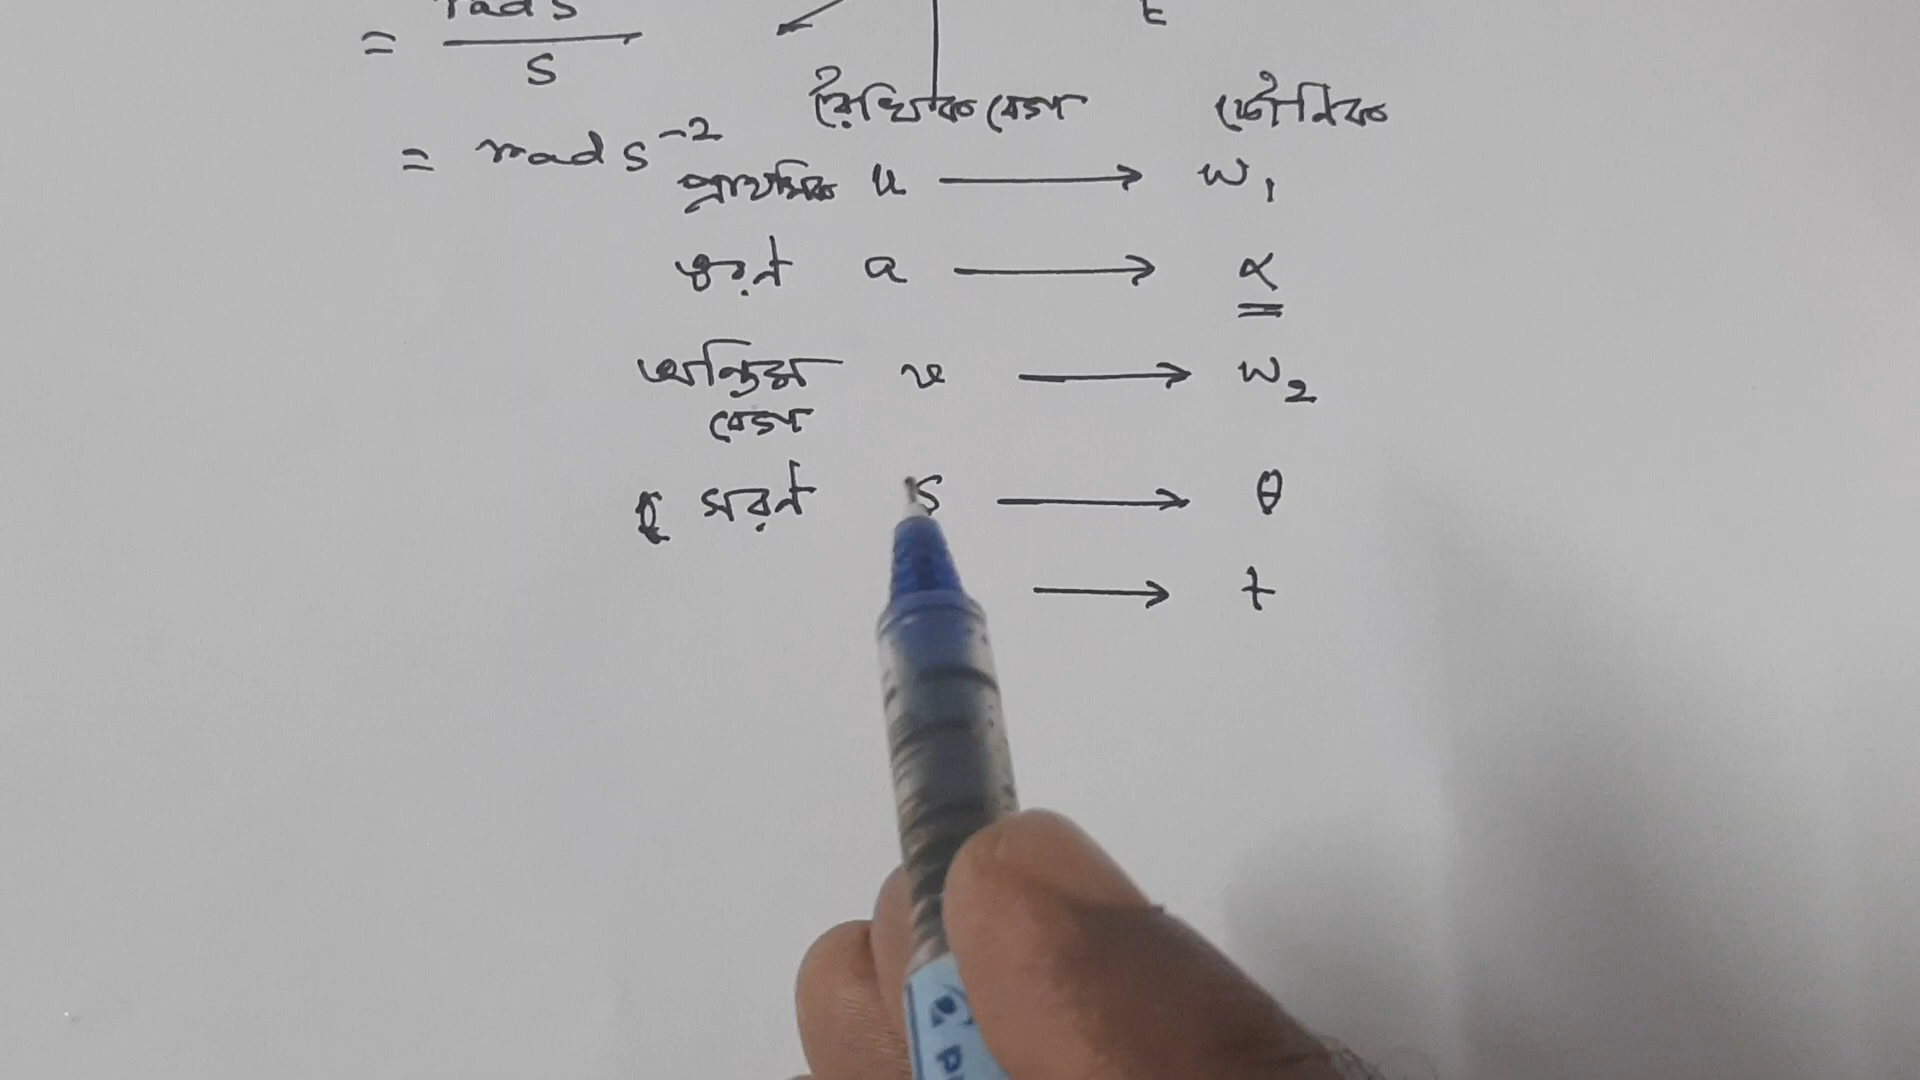 = rad s / s
t
= rad s⁻²
রৈখিক বেগ কৌনিক
প্রাথমিক u → ω₁
ত্বরণ a → α
অন্তিম v → ω₂
বেগ
সরণ s → θ
→ t